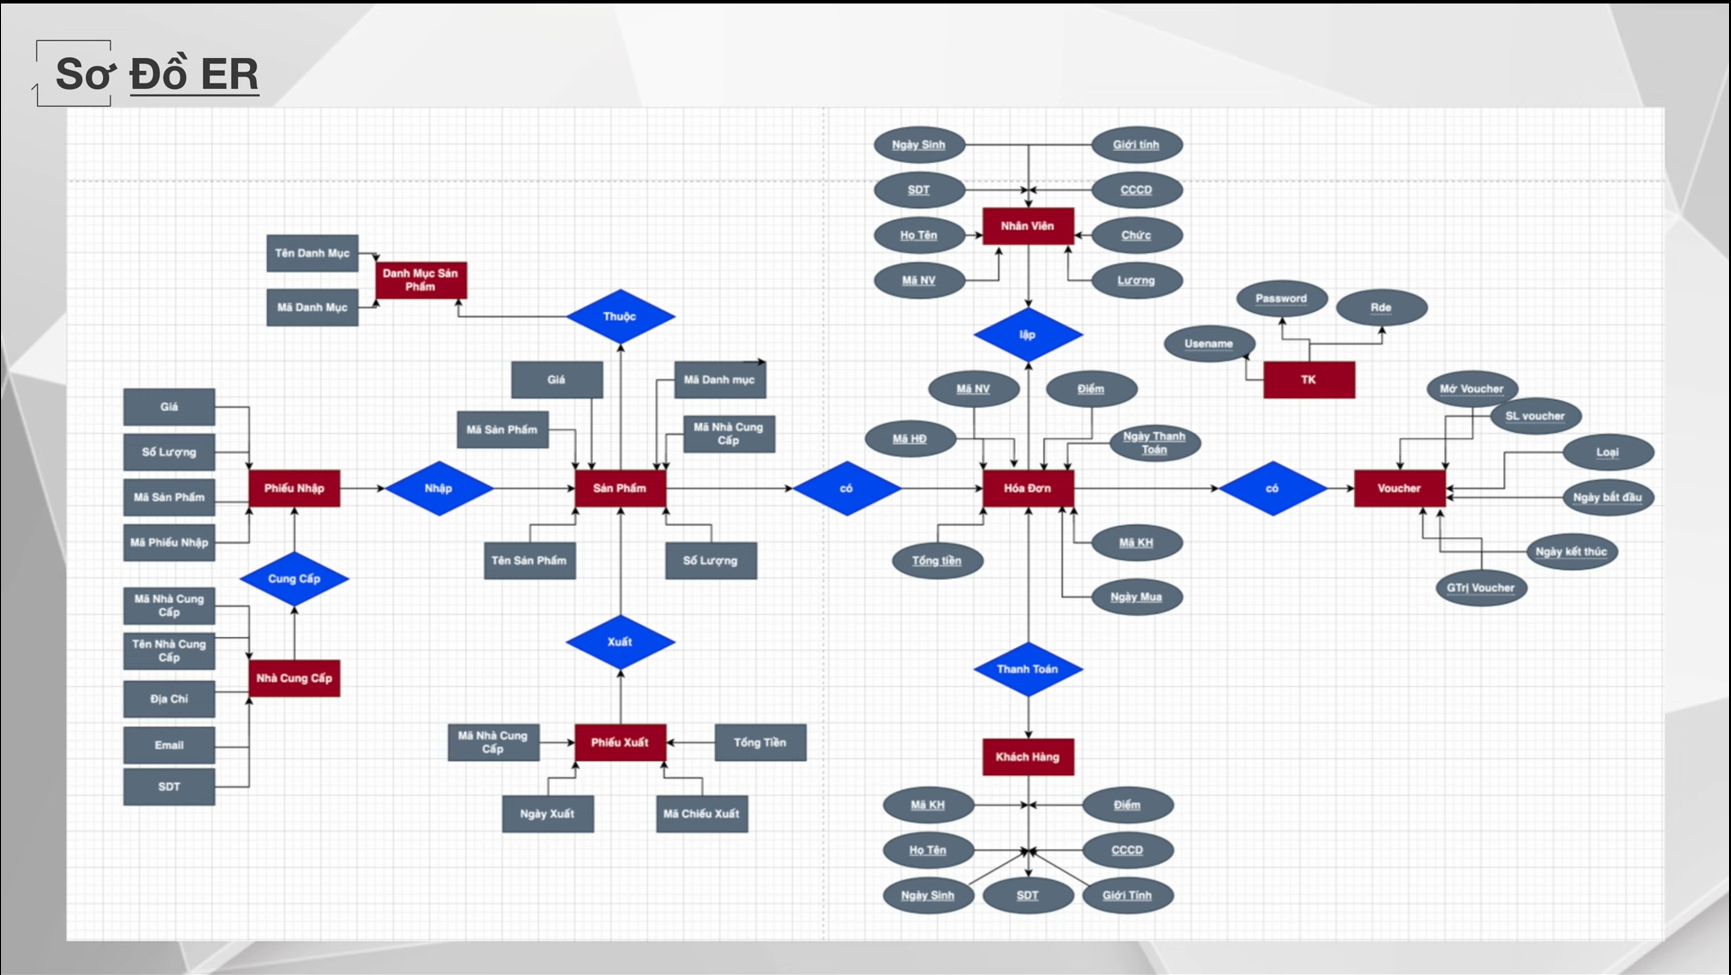 Sơ Đồ ER
Ngày Sinh
Giới tính
SDT
CCCD
Nhân Viên
Họ Tên
Chức
Mã NV
Lương
Tên Danh Mục
Danh Mục Sản
Phẩm
Mã Danh Mục
Thuộc
lập
Password
Rde
Usename
TK
Giá
Mã Danh mục
Mã NV
Điểm
Mở Voucher
SL voucher
Giá
Mã Sản Phẩm
Mã Nhà Cung
Cấp
Mã HĐ
Ngày Thanh
Toán
Số Lượng
Loại
Phiếu Nhập
Nhập
Sản Phẩm
có
Hóa Đơn
có
Voucher
Mã Sản Phẩm
Ngày bắt đầu
Mã Phiếu Nhập
Tên Sản Phẩm
Số Lượng
Tổng tiền
Mã KH
Ngày kết thúc
Cung Cấp
GTrị Voucher
Mã Nhà Cung
Cấp
Ngày Mua
Tên Nhà Cung
Cấp
Xuất
Nhà Cung Cấp
Thanh Toán
Địa Chỉ
Email
Mã Nhà Cung
Cấp
Phiếu Xuất
Tổng Tiền
Khách Hàng
SDT
Ngày Xuất
Mã Chiếu Xuất
Mã KH
Điểm
Họ Tên
CCCD
Ngày Sinh
SDT
Giới Tính